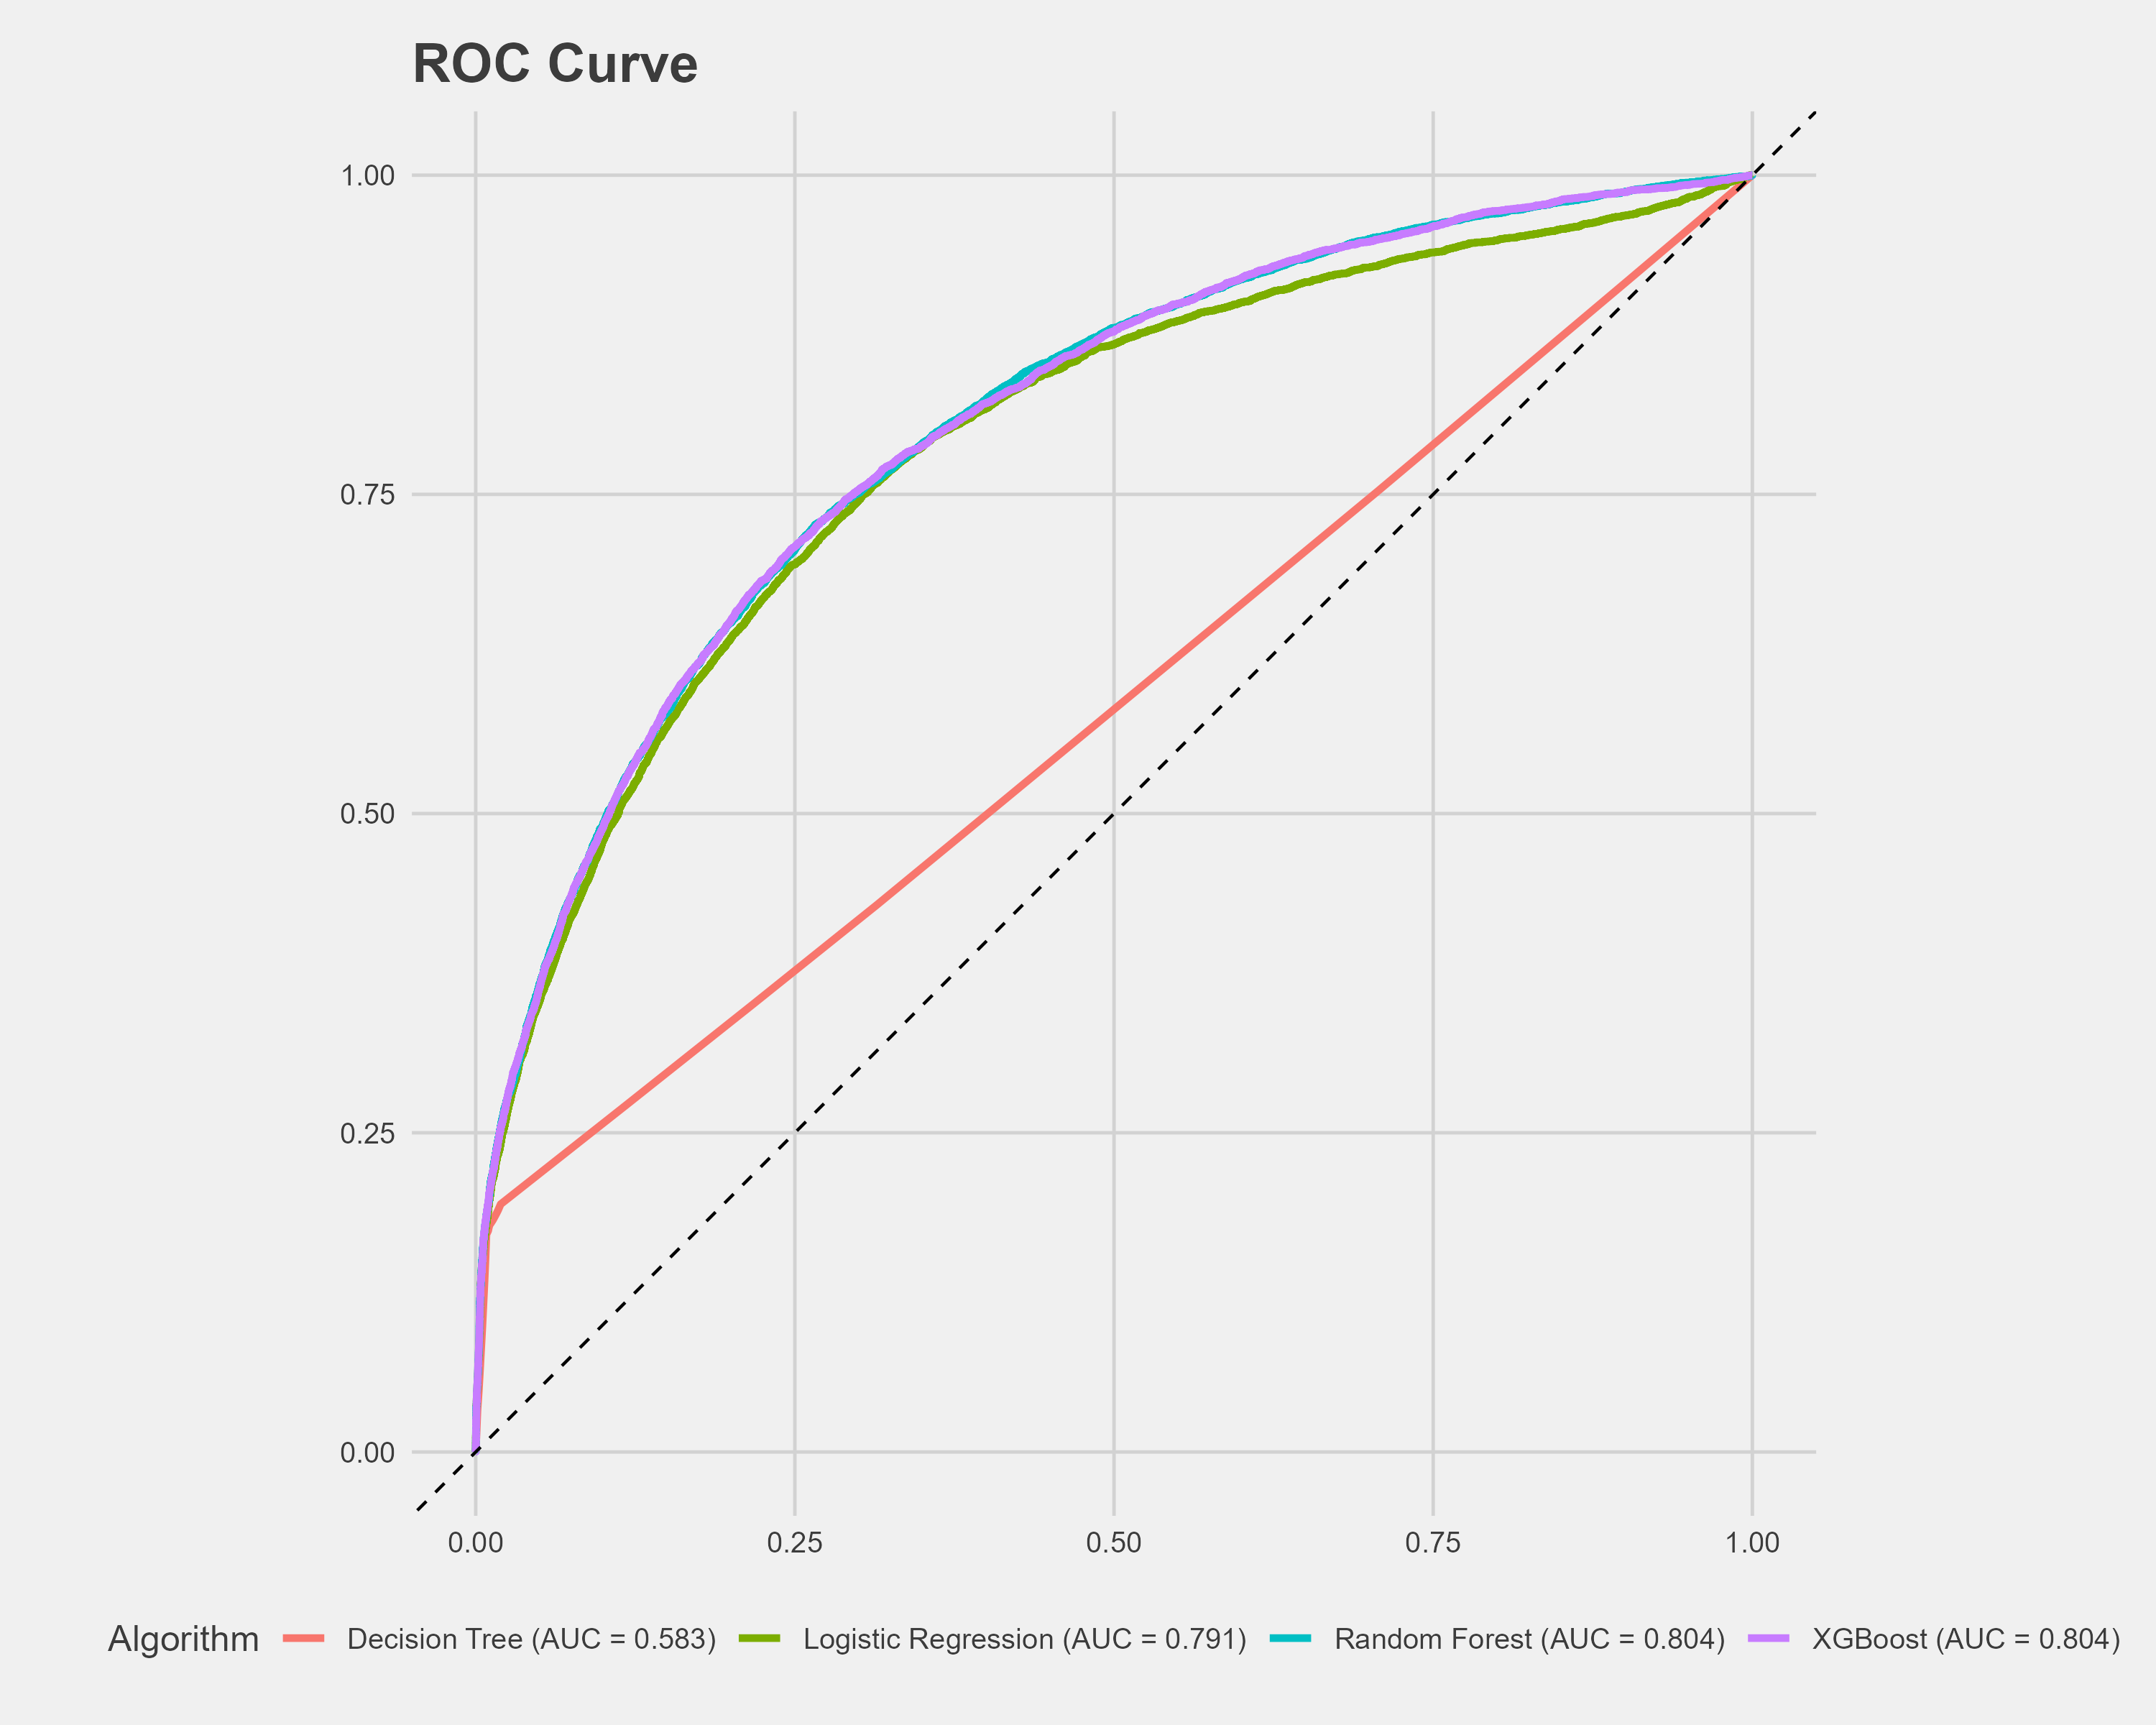 ROC Curve
1.00
0.75
0.50
0.25
0.00
0.00 0.25 0.50 0.75 1.00
Algorithm Decision Tree (AUC = 0.583) Logistic Regression (AUC = 0.791) Random Forest (AUC = 0.804) XGBoost (AUC = 0.804)